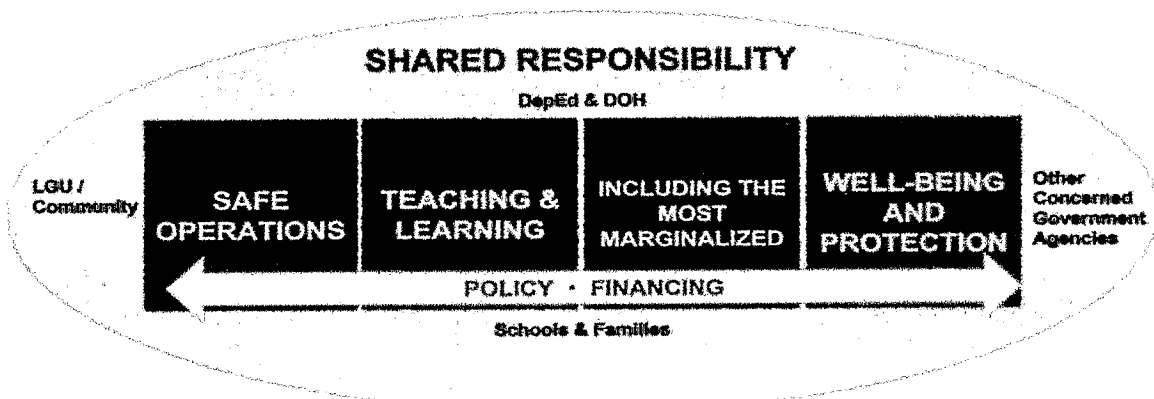 SHARED RESPONSIBILITY
DepEd & DOH
LGU /
Community
SAFE
OPERATIONS
TEACHING &
LEARNING
INCLUDING THE
MOST
MARGINALIZED
WELL-BEING
AND
PROTECTION
Other
Concerned
Government
Agencies
POLICY · FINANCING
Schools & Families